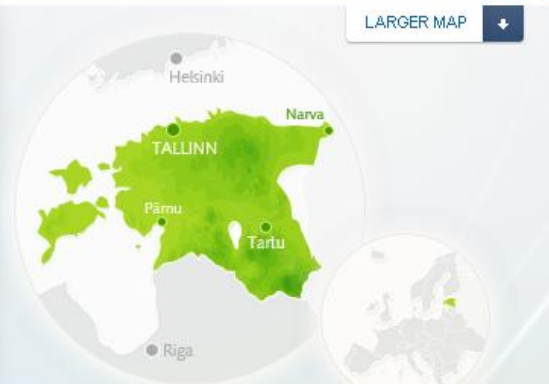 LARGER MAP
Helsinki
Narva
TALLINN
Pärnu
Tartu
Riga